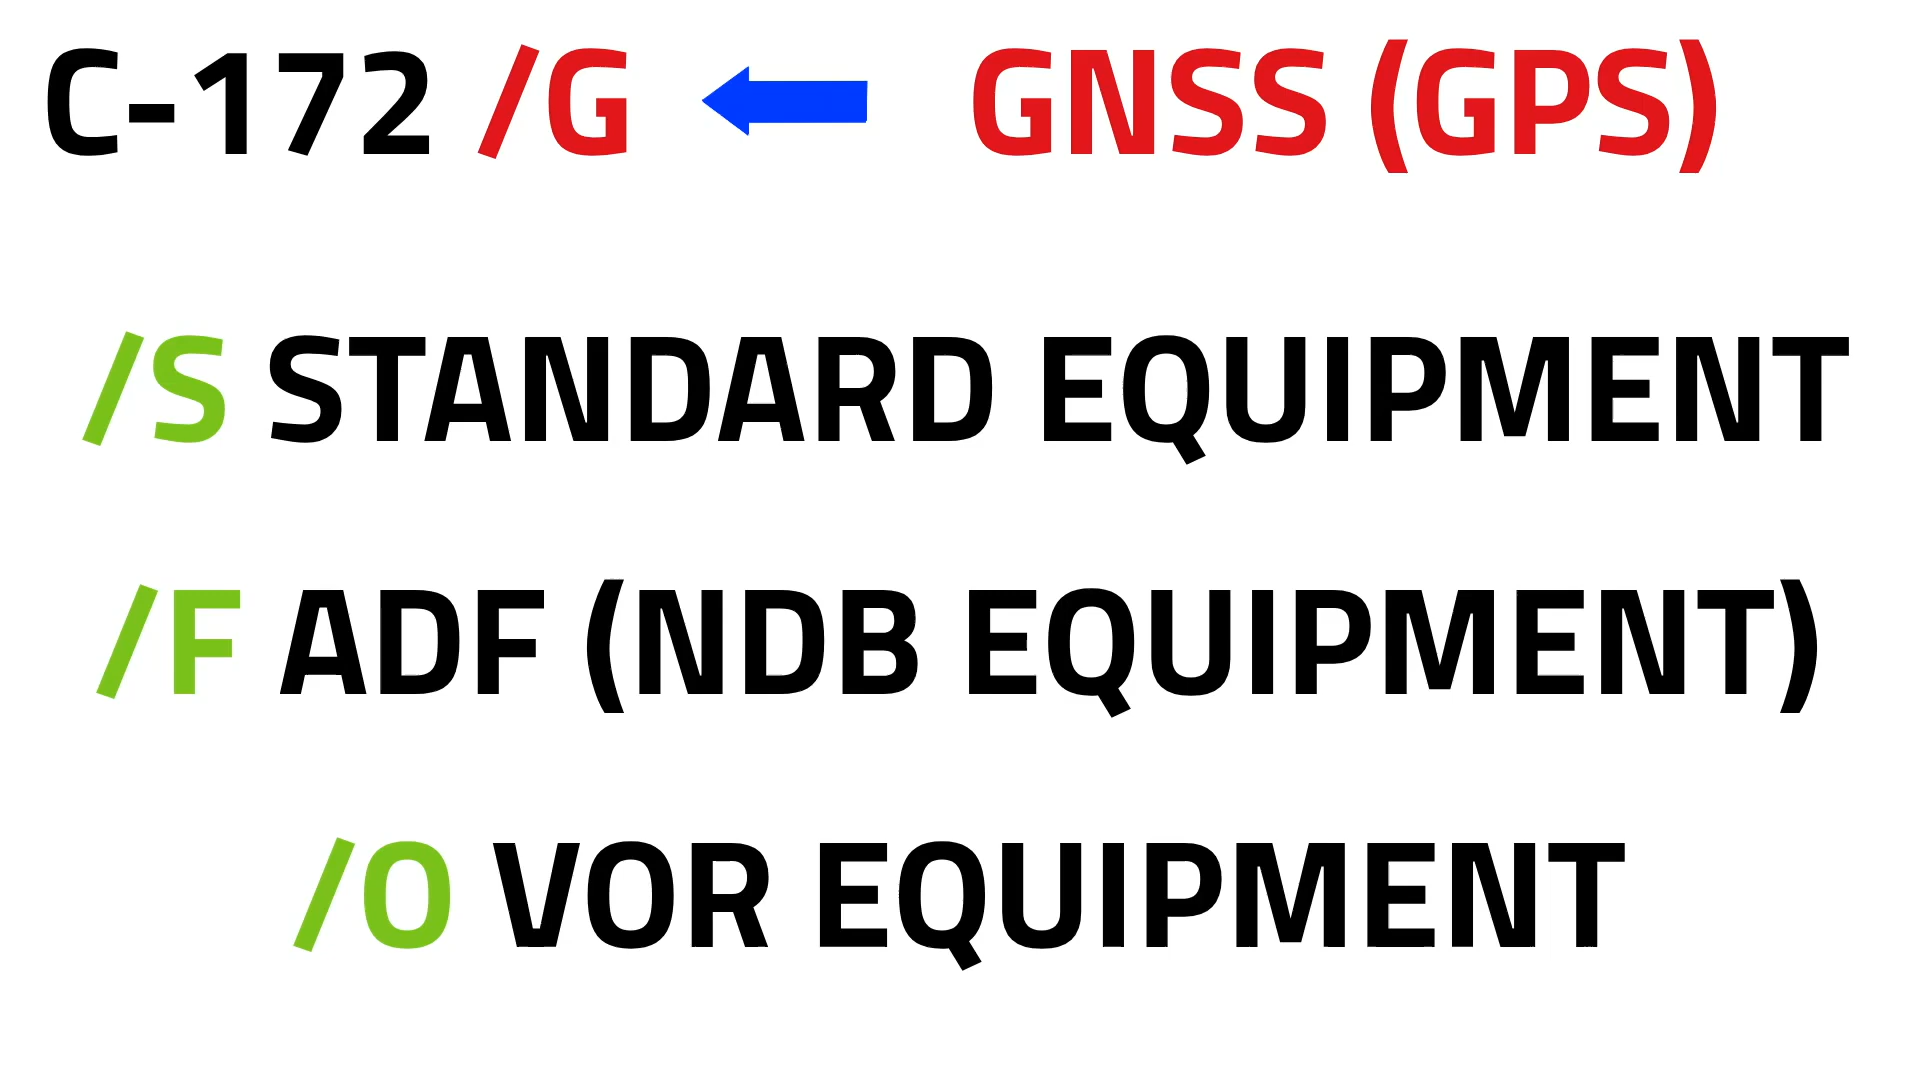 C-172 /G GNSS (GPS)
/S STANDARD EQUIPMENT
/F ADF (NDB EQUIPMENT)
/O VOR EQUIPMENT